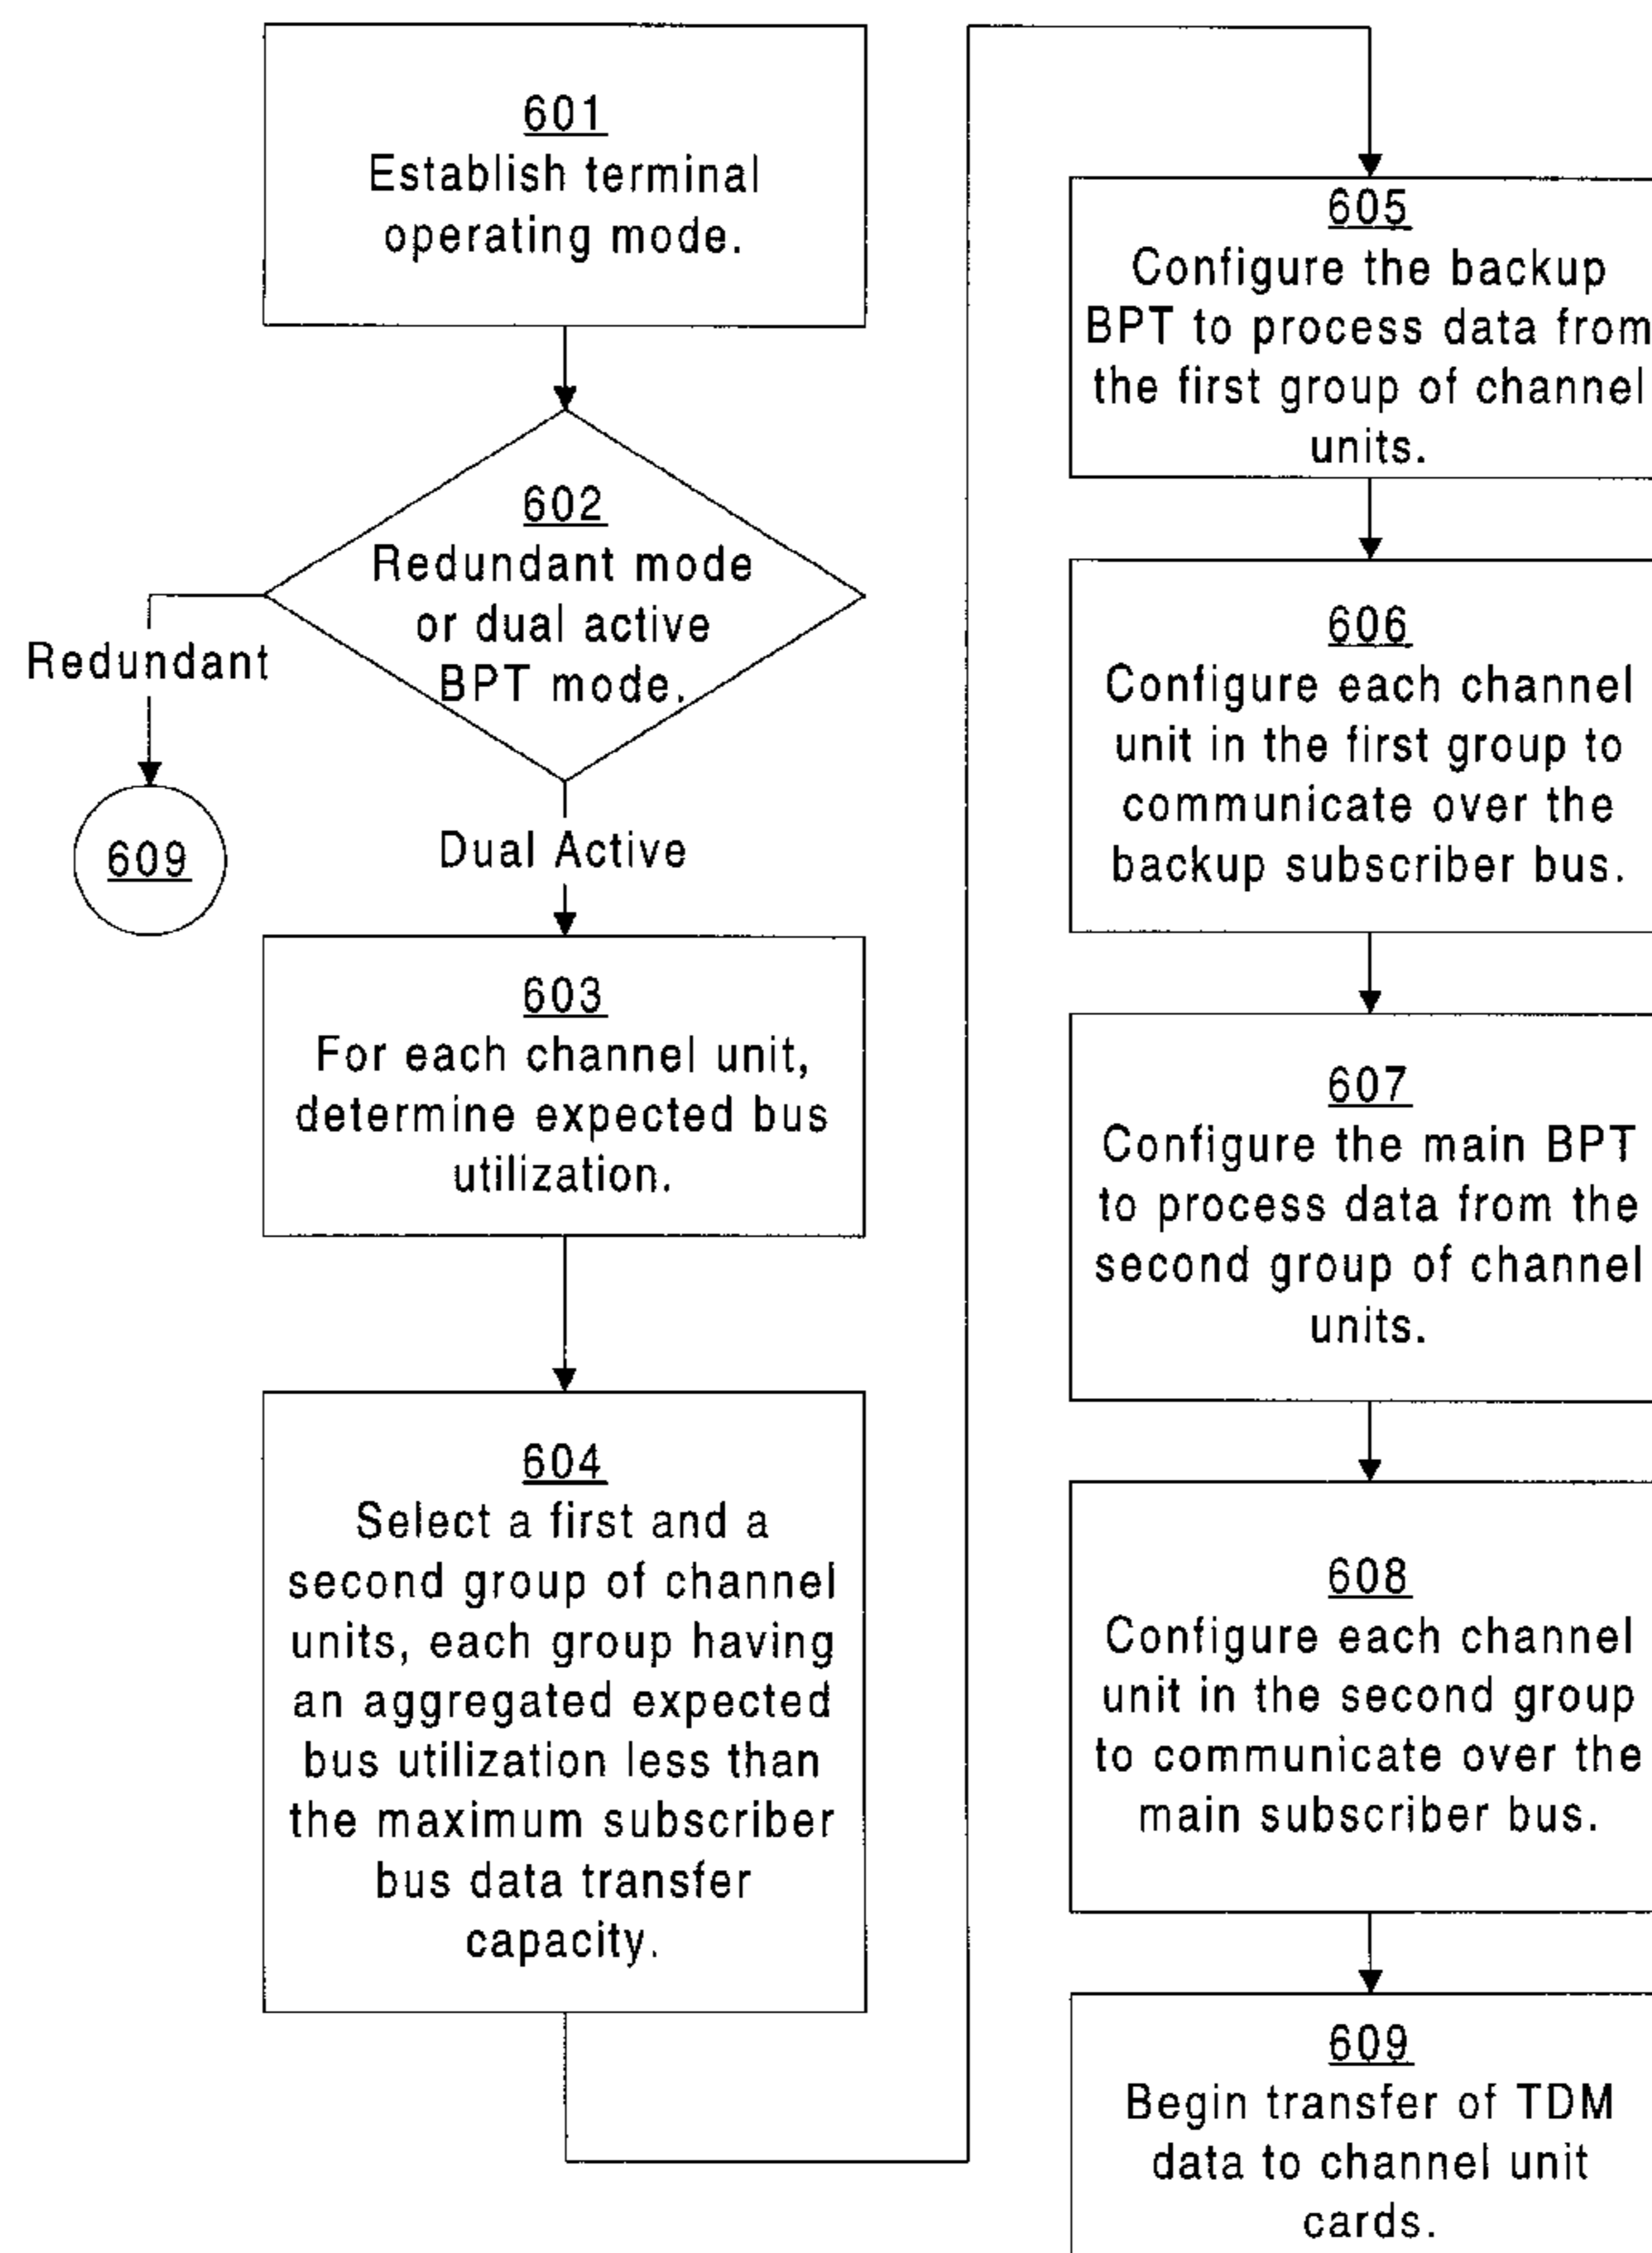 601
Establish terminal
operating mode.
602
Redundant mode
or dual active
BPT mode.
Redundant
609
Dual Active
603
For each channel unit,
determine expected bus
utilization.
604
Select a first and a
second group of channel
units, each group having
an aggregated expected
bus utilization less than
the maximum subscriber
bus data transfer
capacity.
605
Configure the backup
BPT to process data from
the first group of channel
units.
606
Configure each channel
unit in the first group to
communicate over the
backup subscriber bus.
607
Configure the main BPT
to process data from the
second group of channel
units.
608
Configure each channel
unit in the second group
to communicate over the
main subscriber bus.
609
Begin transfer of TDM
data to channel unit
cards.